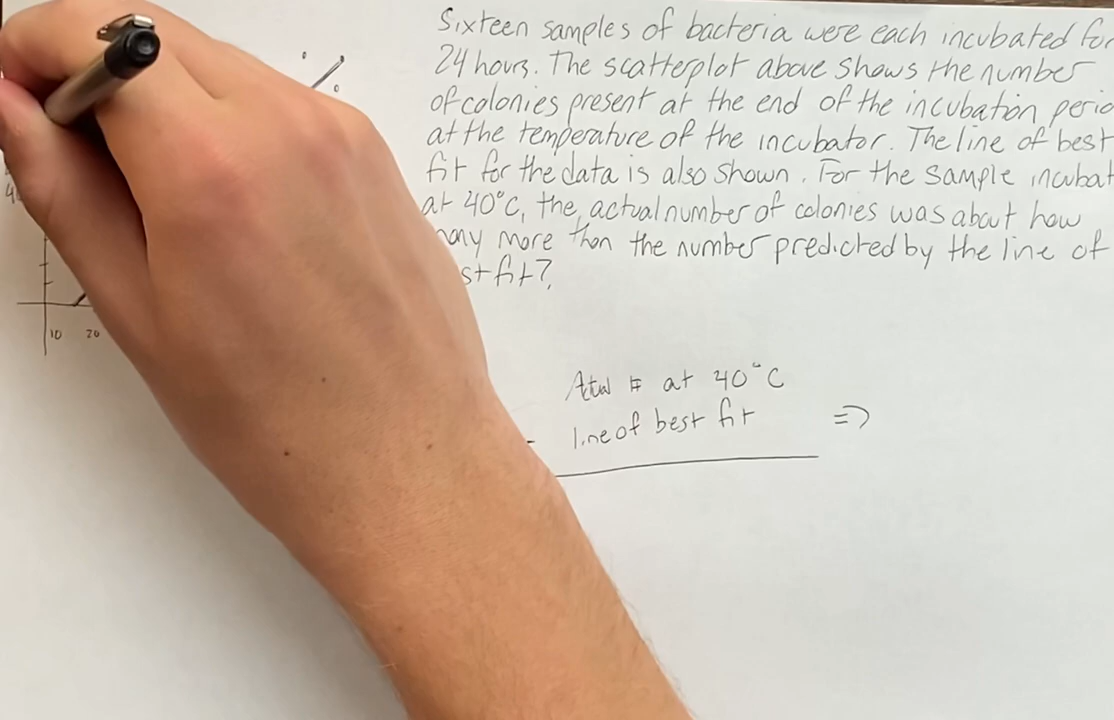 Sixteen samples of bacteria were each incubated for
24 hours. The scatterplot above shows the number
of colonies present at the end of the incubation perio
at the temperature of the incubator. The line of best
fit for the data is also shown. For the sample incubat
at 40°C, the actual number of colonies was about how
many more than the number predicted by the line of
st fit?
Actual # at 40°C
- line of best fit =>
10 20